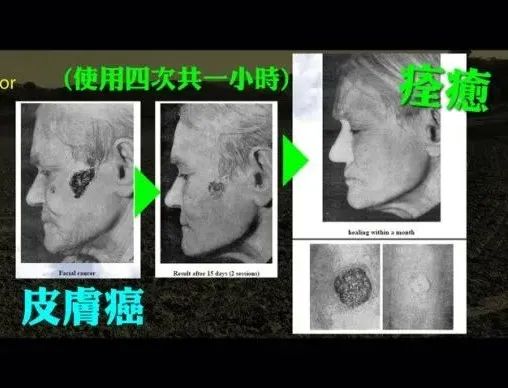 or
(使用四次共一小時)
痊癒
Facial cancer
Result after 15 days (2 sessions)
healing within a month
皮膚癌